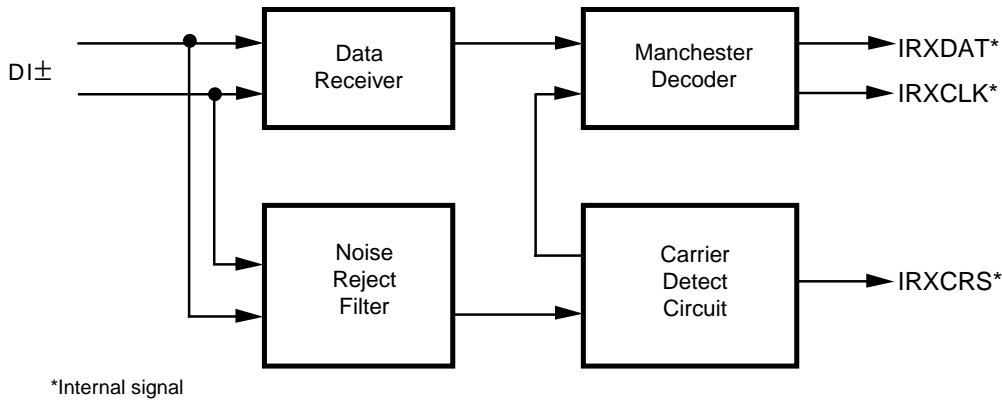 DI±
Data
Receiver
Manchester
Decoder
IRXDAT*
IRXCLK*
Noise
Reject
Filter
Carrier
Detect
Circuit
IRXCRS*
*Internal signal